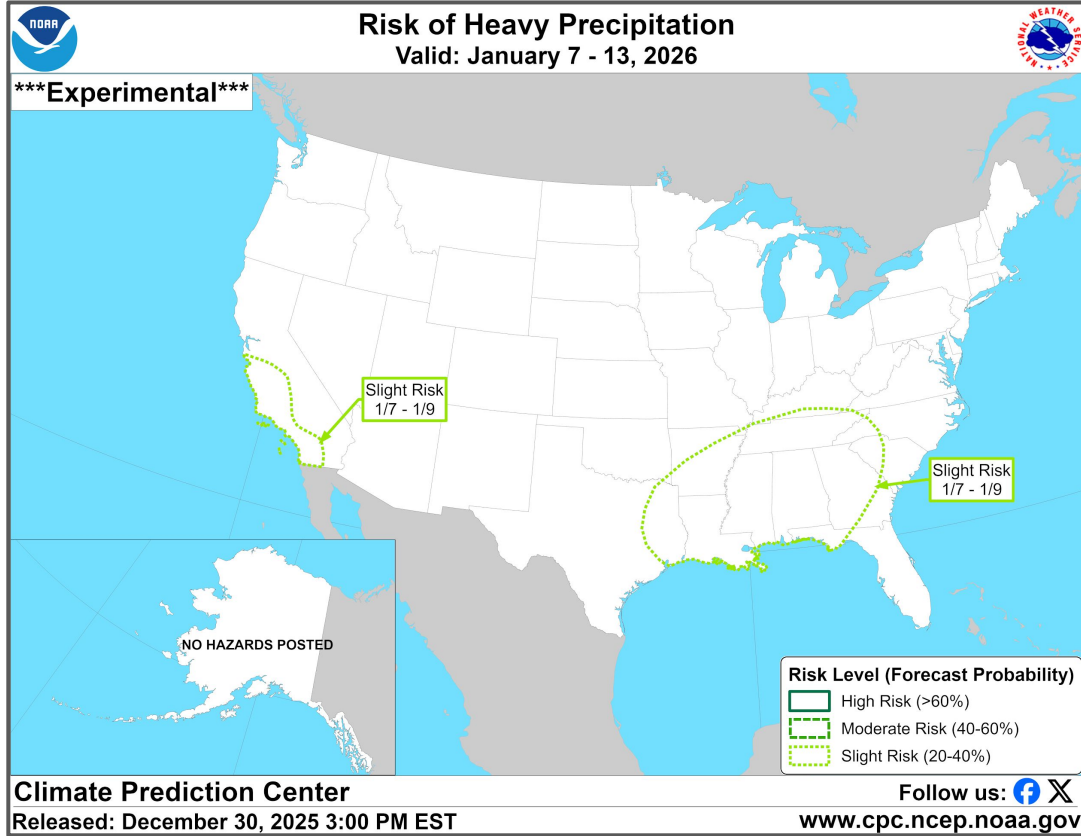 NOAA
Risk of Heavy Precipitation
Valid: January 7 - 13, 2026
NATIONAL WEATHER SERVICE
***Experimental***
Slight Risk
1/7 - 1/9
Slight Risk
1/7 - 1/9
NO HAZARDS POSTED
Risk Level (Forecast Probability)
High Risk (>60%)
Moderate Risk (40-60%)
Slight Risk (20-40%)
Climate Prediction Center
Follow us:
Released: December 30, 2025 3:00 PM EST
www.cpc.ncep.noaa.gov